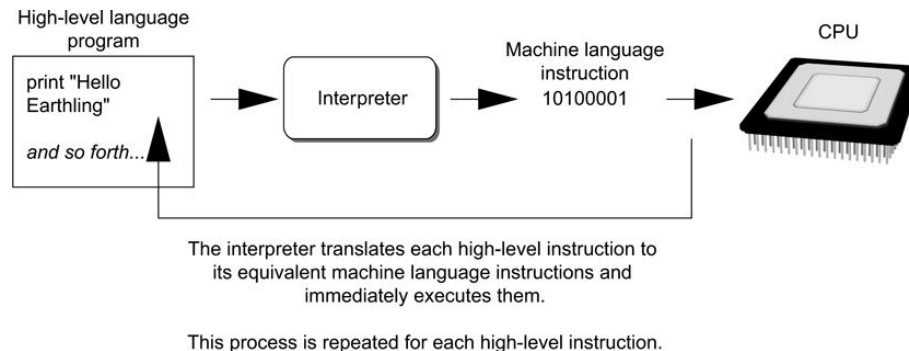 High-level language
program
print "Hello
Earthling"
and so forth...
Interpreter
Machine language
instruction
10100001
CPU
The interpreter translates each high-level instruction to
its equivalent machine language instructions and
immediately executes them.
This process is repeated for each high-level instruction.